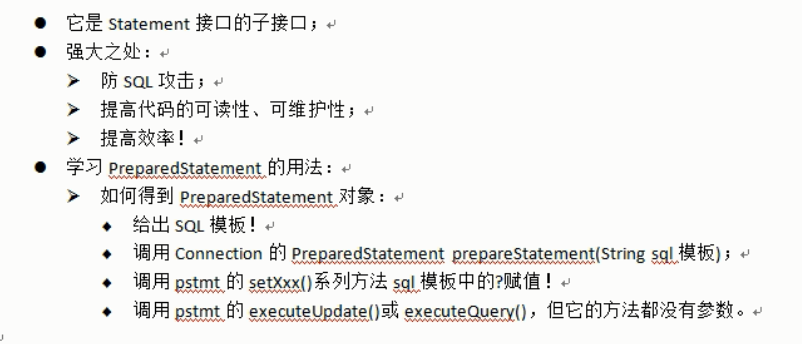 ● 它是 Statement 接口的子接口；
● 强大之处：
➢ 防 SQL 攻击；
➢ 提高代码的可读性、可维护性；
➢ 提高效率！
● 学习 PreparedStatement 的用法：
➢ 如何得到 PreparedStatement 对象：
◆ 给出 SQL 模板！
◆ 调用 Connection 的 PreparedStatement prepareStatement(String sql 模板)；
◆ 调用 pstmt 的 setXxx()系列方法 sql 模板中的?赋值！
◆ 调用 pstmt 的 executeUpdate()或 executeQuery()，但它的方法都没有参数。